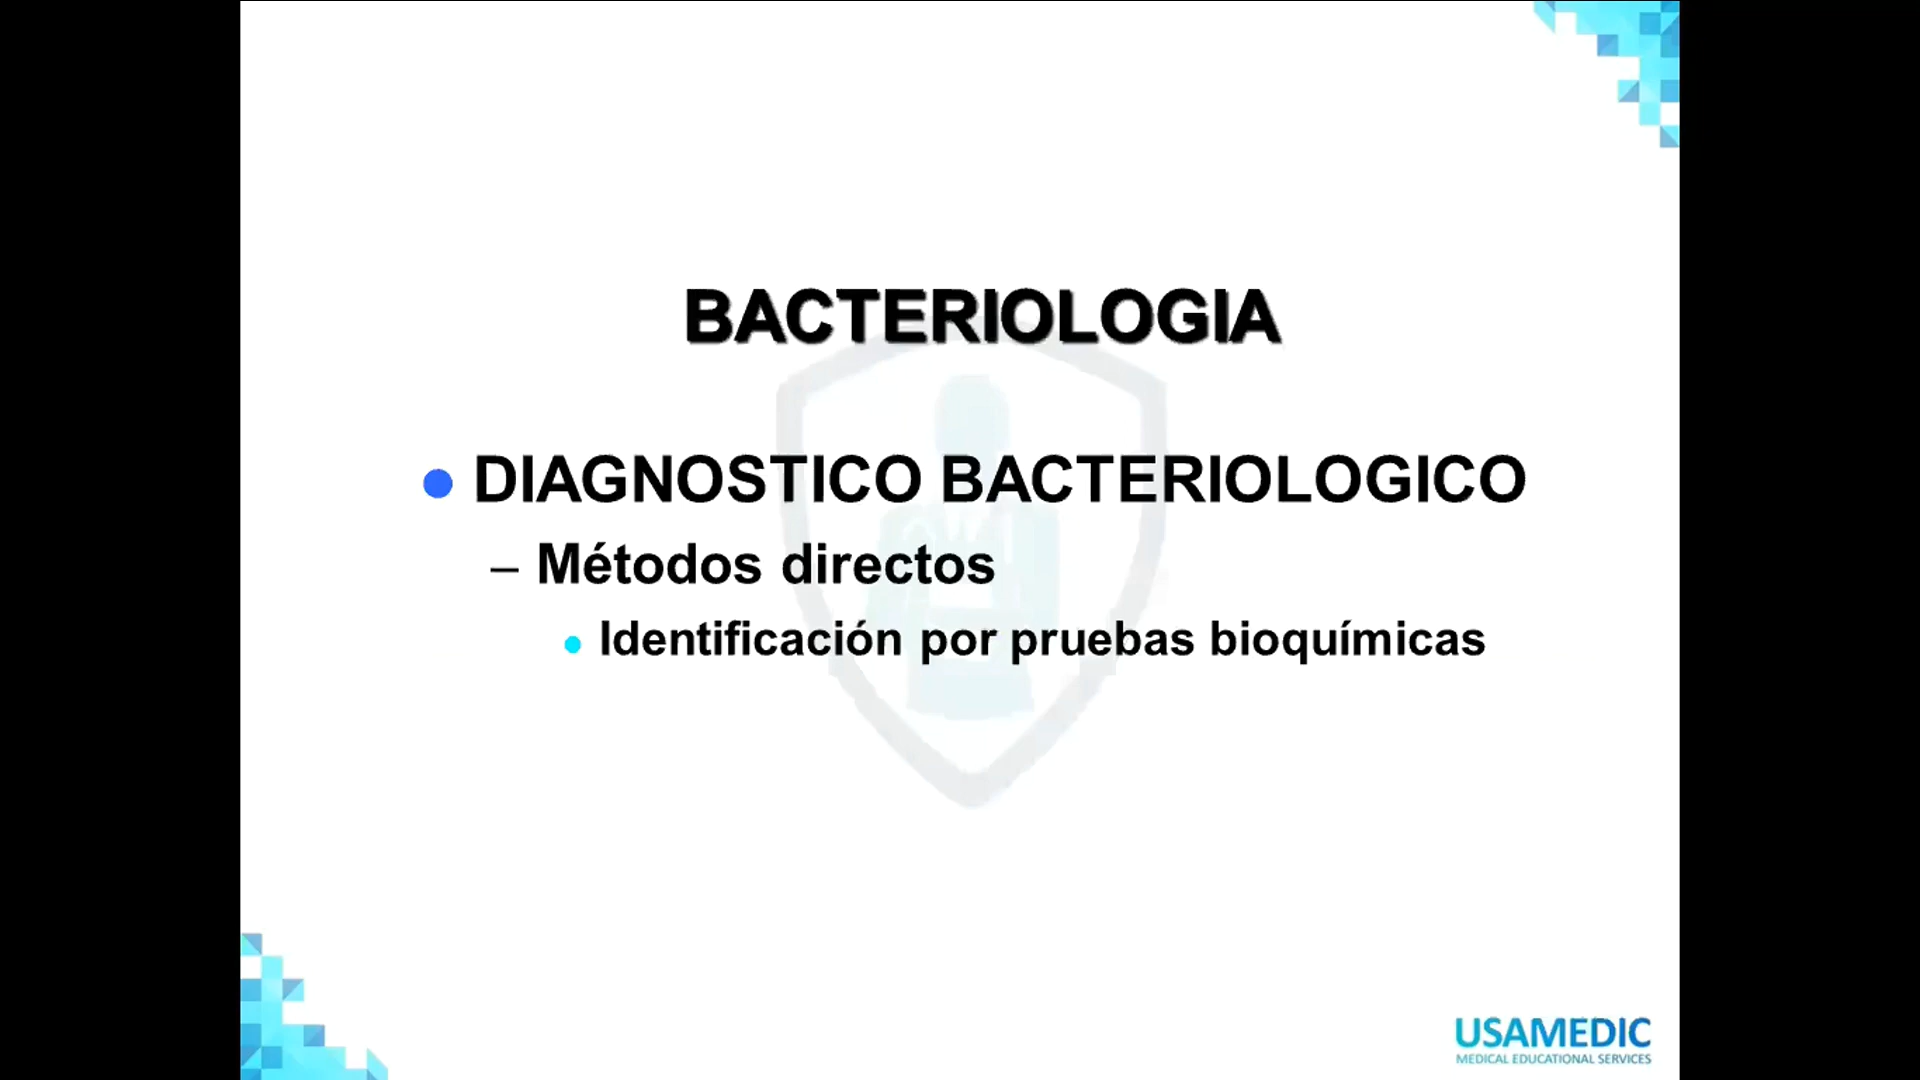 BACTERIOLOGIA
DIAGNOSTICO BACTERIOLOGICO
– Métodos directos
Identificación por pruebas bioquímicas
USAMEDIC
MEDICAL EDUCATIONAL SERVICES